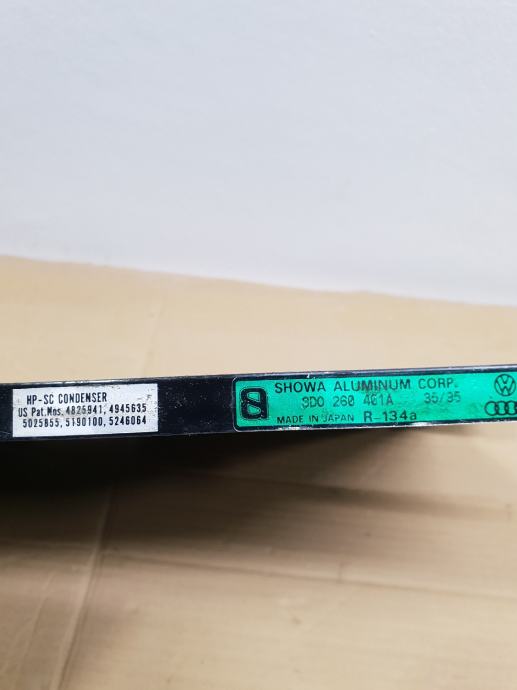 HP-SC CONDENSER
US Pat.Nos. 4825941, 4945635
5025855, 5190100, 5246064
SHOWA ALUMINUM CORP.
3D0 260 401A 35/35
MADE IN JAPAN R-134a